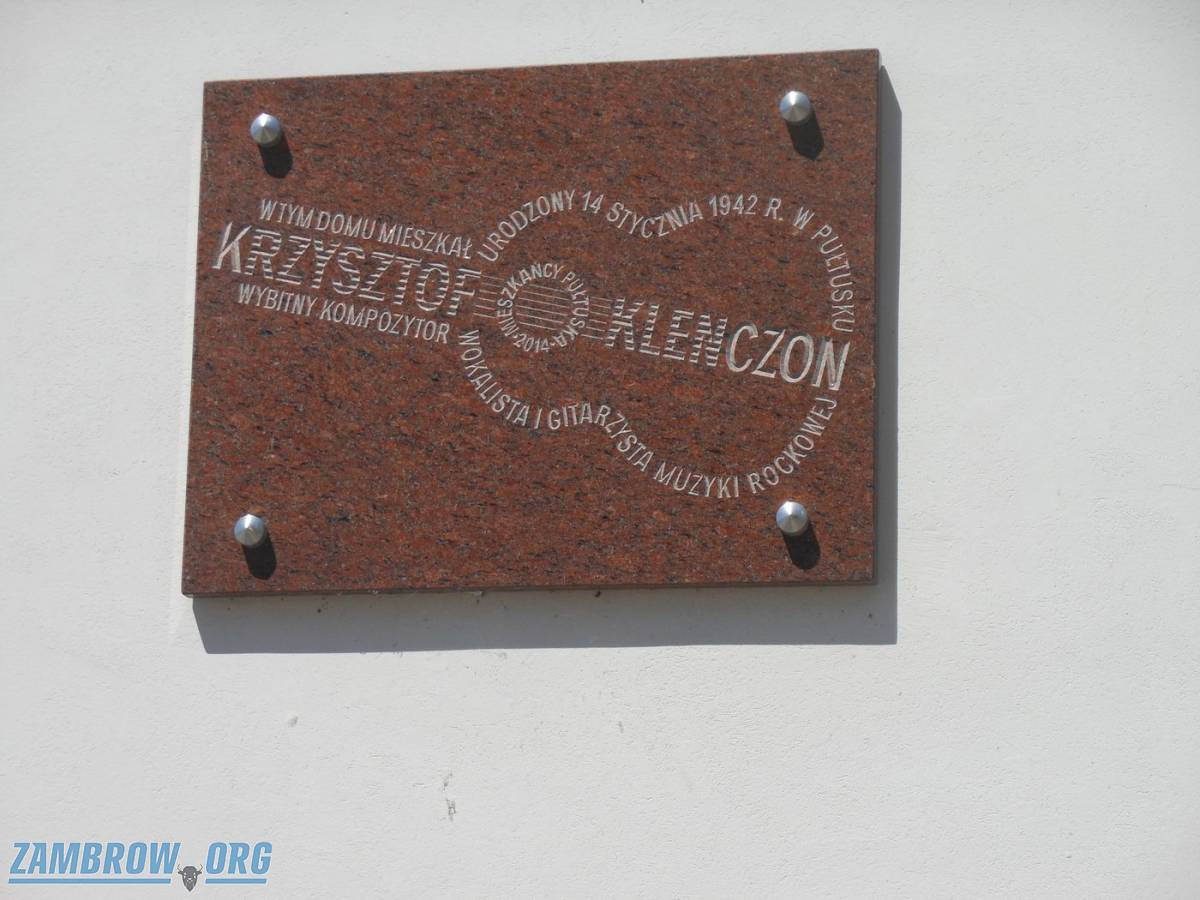 W TYM DOMU MIESZKAŁ
KRZYSZTOF KLENCZON
WYBITNY KOMPOZYTOR
URODZONY 14 STYCZNIA 1942 R. W PUŁTUSKU
WOKALISTA I GITARZYSTA MUZYKI ROCKOWEJ
MIESZKAŃCY PUŁTUSKA
·2014·
ZAMBROW.ORG